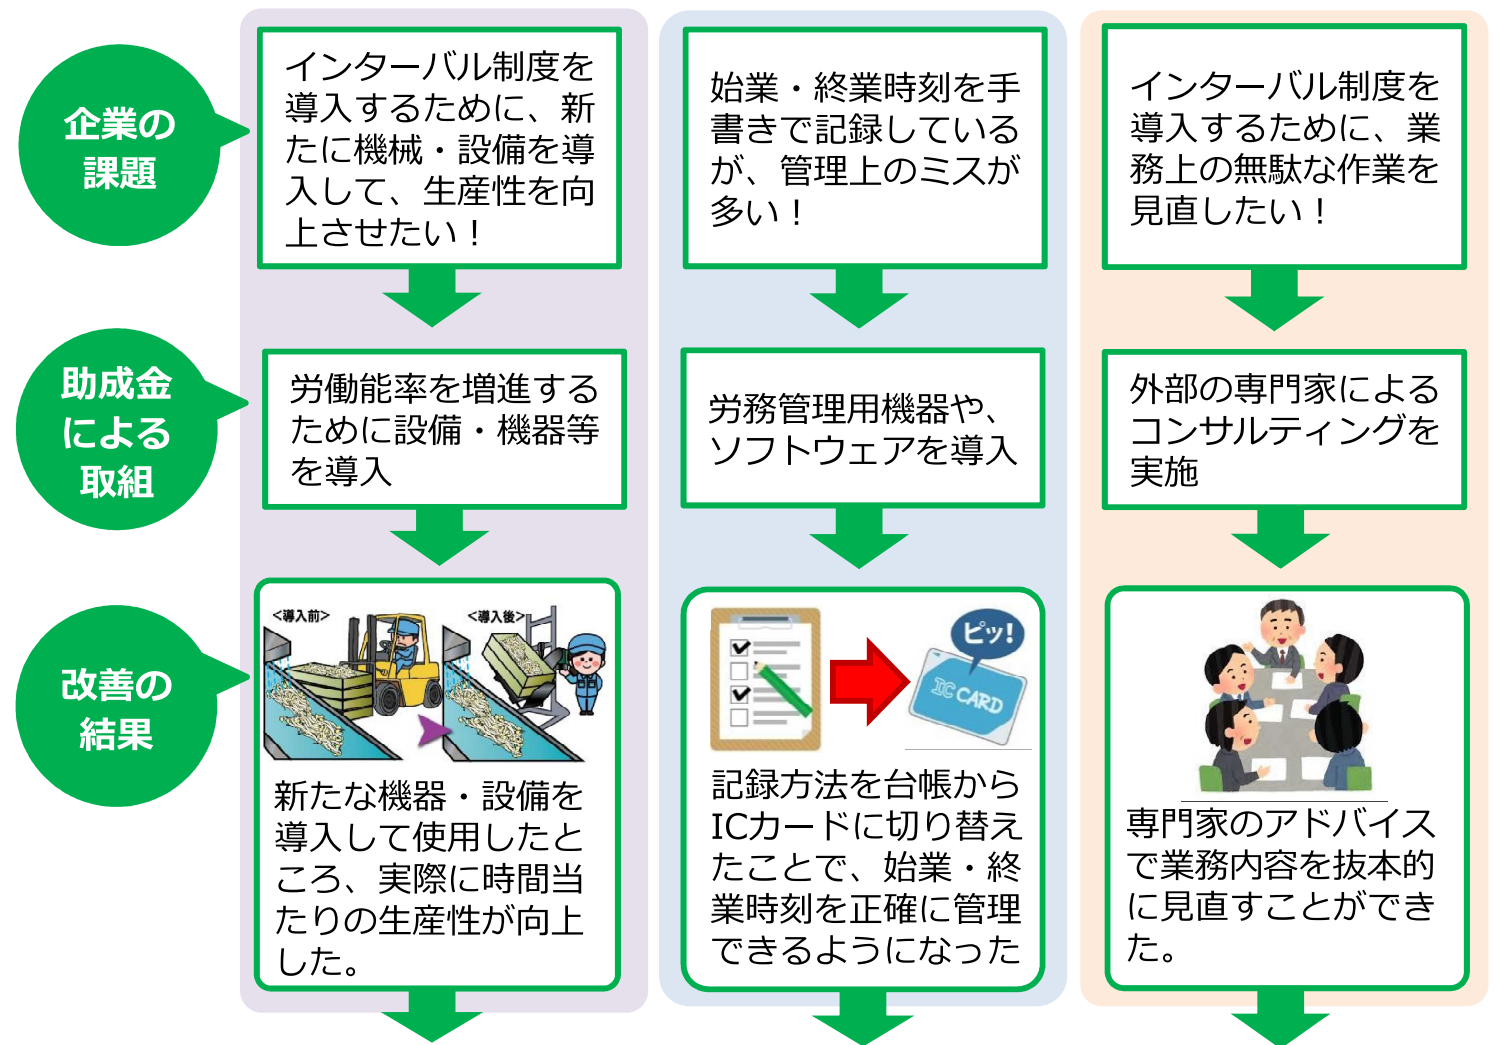 企業の
課題
インターバル制度を
導入するために、新
たに機械・設備を導
入して、生産性を向
上させたい！
始業・終業時刻を手
書きで記録している
が、管理上のミスが
多い！
インターバル制度を
導入するために、業
務上の無駄な作業を
見直したい！
助成金
による
取組
労働能率を増進する
ために設備・機器等
を導入
労務管理用機器や、
ソフトウェアを導入
外部の専門家による
コンサルティングを
実施
改善の
結果
<導入前>
<導入後>
新たな機器・設備を
導入して使用したと
ころ、実際に時間当
たりの生産性が向上
した。
ピッ!
IC CARD
記録方法を台帳から
ICカードに切り替え
たことで、始業・終
業時刻を正確に管理
できるようになった
専門家のアドバイス
で業務内容を抜本的
に見直すことができ
た。